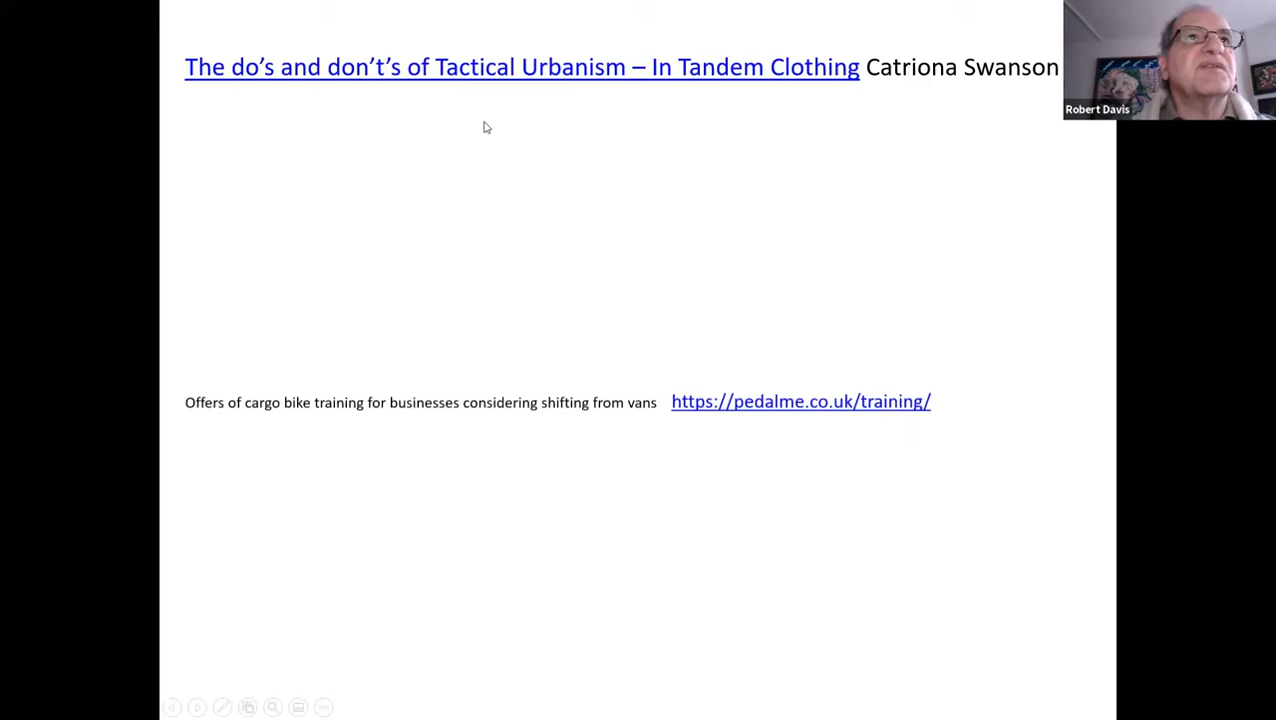 The do’s and don’t’s of Tactical Urbanism – In Tandem Clothing Catriona Swanson
Robert Davis
Offers of cargo bike training for businesses considering shifting from vans https://pedalme.co.uk/training/